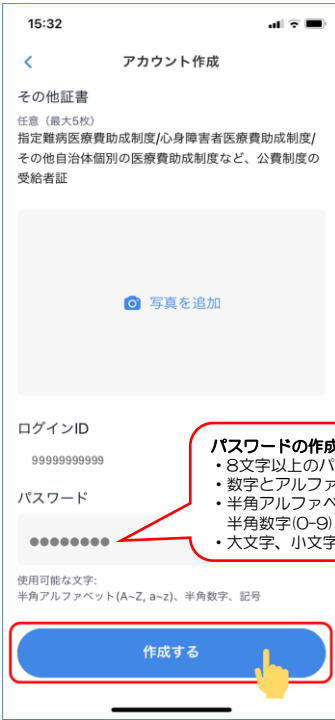 15:32
アカウント作成
その他証書
任意（最大5枚）
指定難病医療費助成制度/心身障害者医療費助成制度/
その他自治体個別の医療費助成制度など、公費制度の
受給者証
写真を追加
ログインID
99999999999
パスワードの作成
・8文字以上のパ
・数字とアルファ
・半角アルファベ
半角数字(0-9)
・大文字、小文字
パスワード
●●●●●●●●
使用可能な文字:
半角アルファベット(A~Z, a~z)、半角数字、記号
作成する